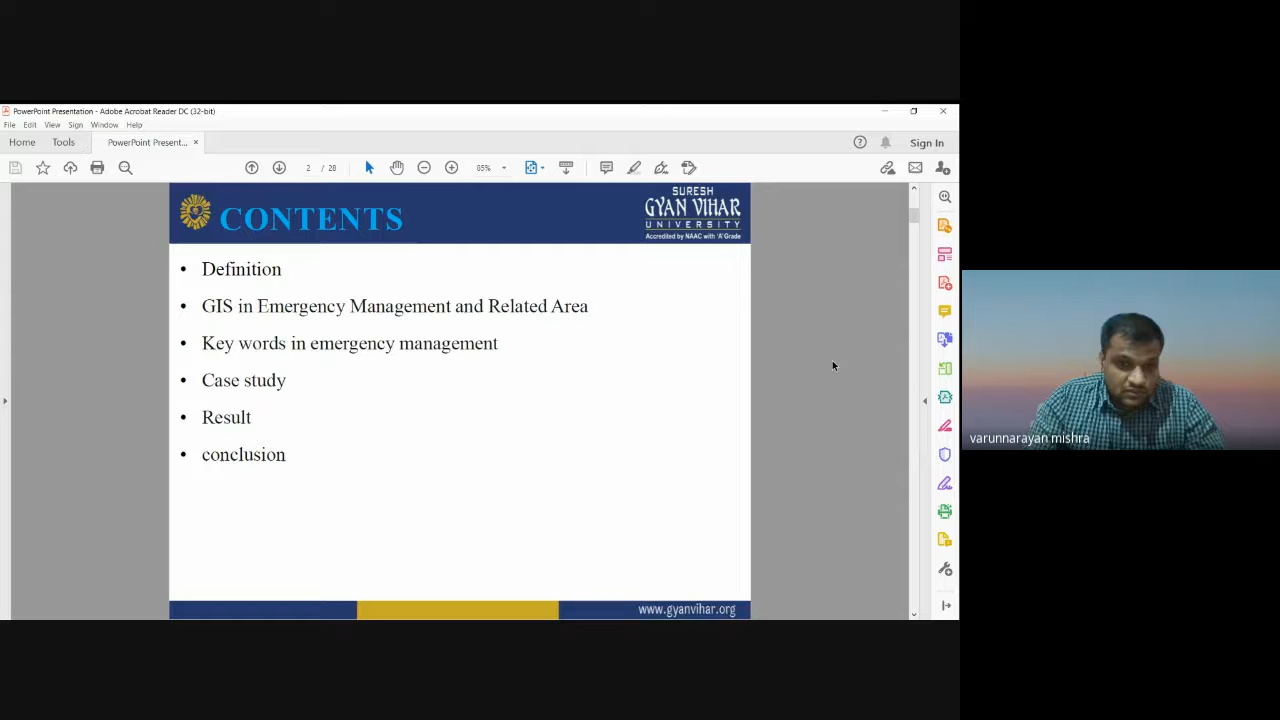 PowerPoint Presentation - Adobe Acrobat Reader DC (32-bit)
File Edit View Sign Window Help
Home Tools PowerPoint Present... × Sign In
2 / 28 85%
CONTENTS
SURESH
GYAN VIHAR
UNIVERSITY
Accredited by NAAC with 'A' Grade
• Definition
• GIS in Emergency Management and Related Area
• Key words in emergency management
• Case study
• Result
• conclusion
www.gyanvihar.org
varunnarayan mishra